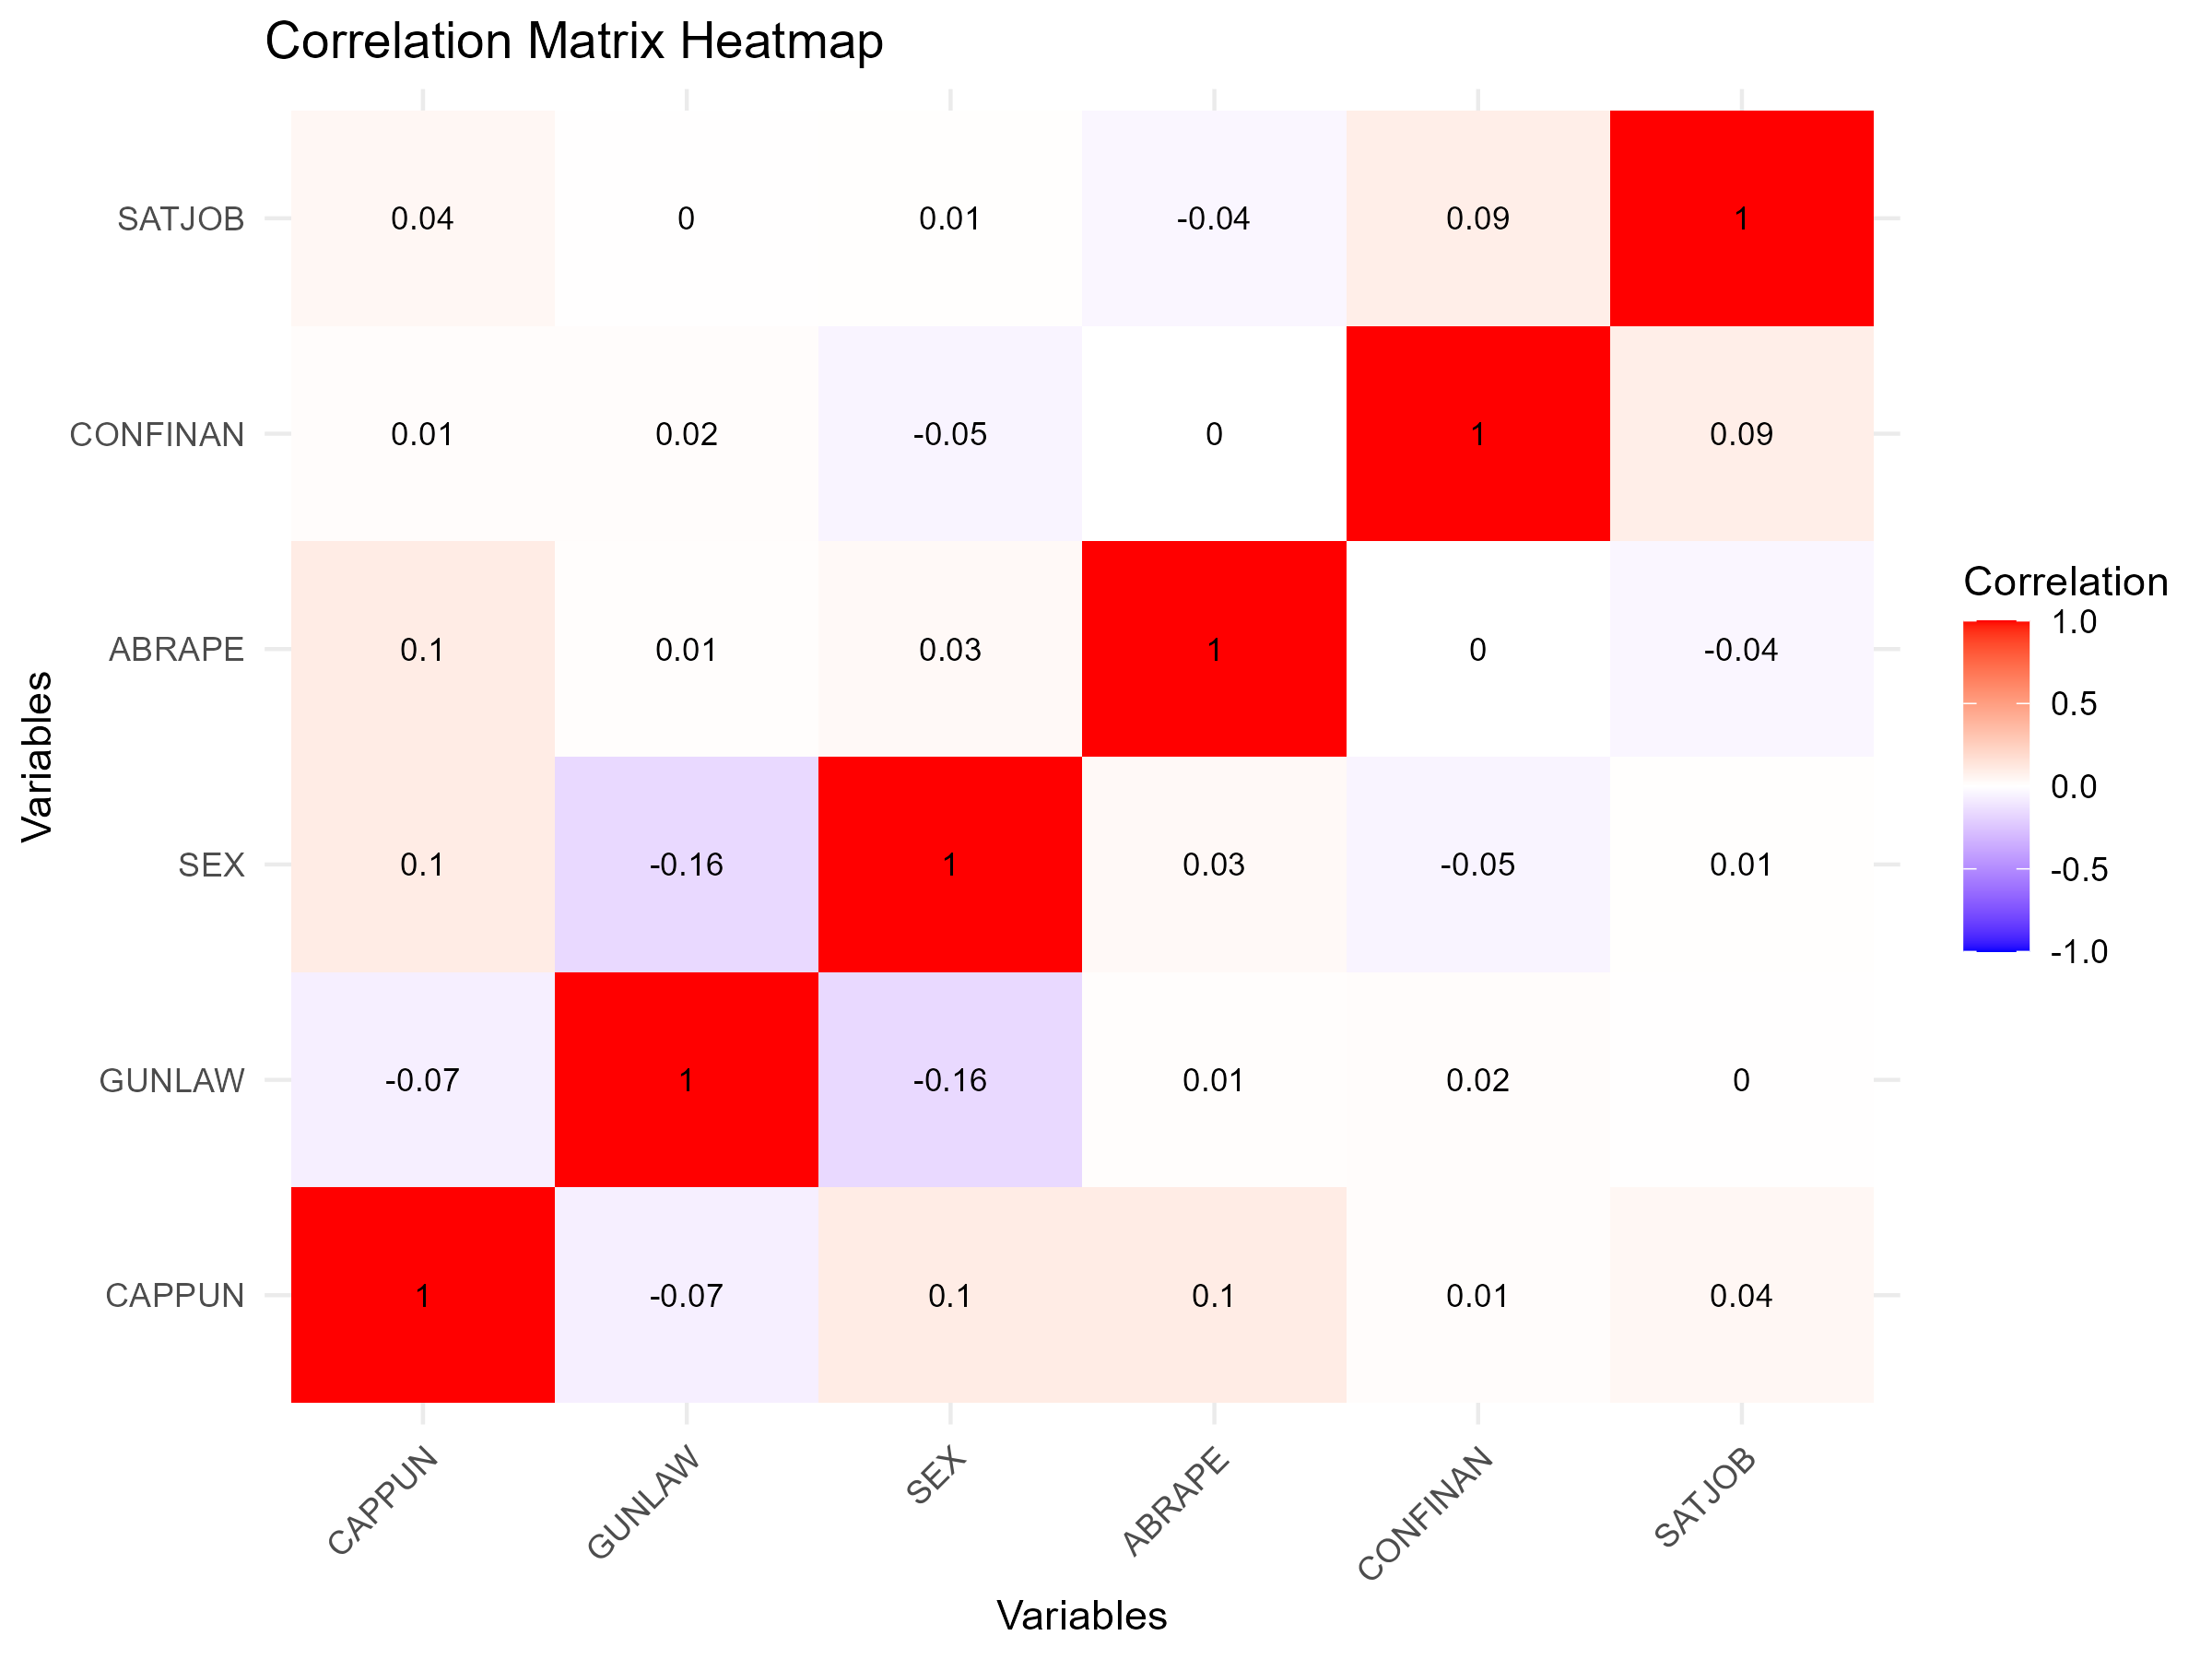 Correlation Matrix Heatmap
Variables
SATJOB 0.04 0 0.01 -0.04 0.09 1
CONFINAN 0.01 0.02 -0.05 0 1 0.09
ABRAPE 0.1 0.01 0.03 1 0 -0.04
SEX 0.1 -0.16 1 0.03 -0.05 0.01
GUNLAW -0.07 1 -0.16 0.01 0.02 0
CAPPUN 1 -0.07 0.1 0.1 0.01 0.04
CAPPUN GUNLAW SEX ABRAPE CONFINAN SATJOB
Variables
Correlation
1.0
0.5
0.0
-0.5
-1.0